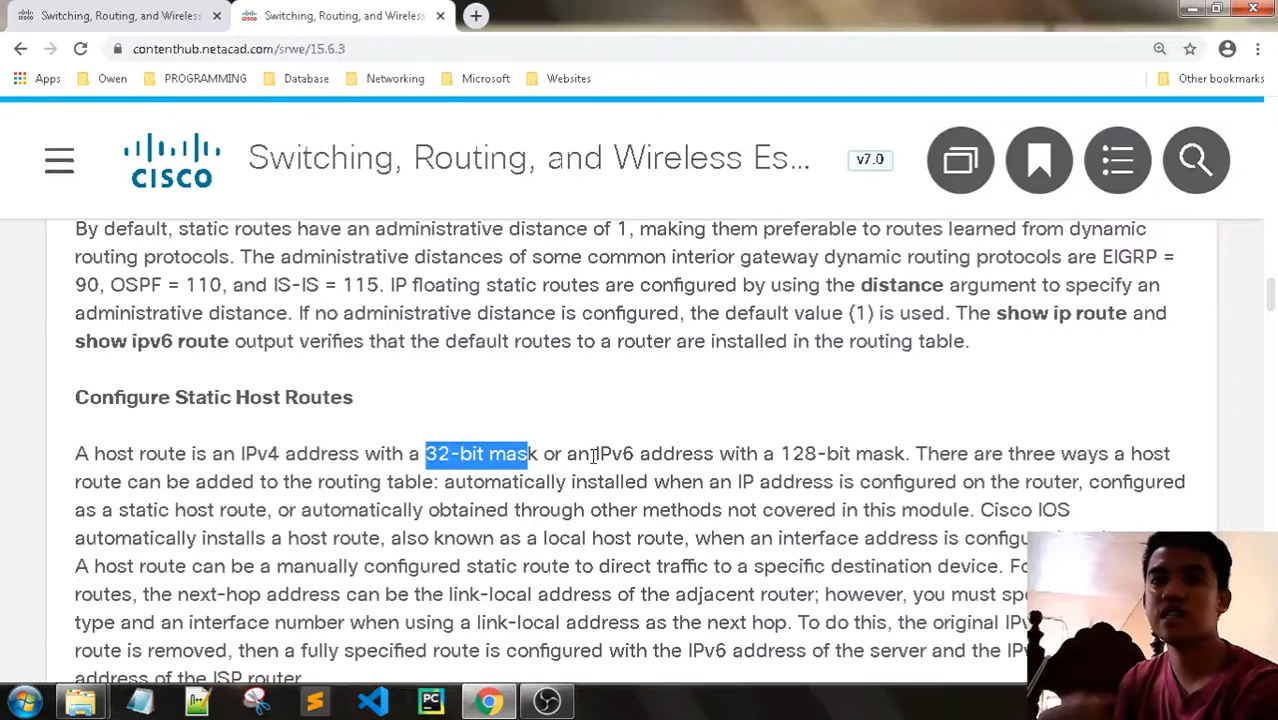 Switching, Routing, and Wireless
Switching, Routing, and Wireless
contenthub.netacad.com/srwe/15.6.3
Apps Owen PROGRAMMING Database Networking Microsoft Websites Other bookmarks
CISCO
Switching, Routing, and Wireless Es...
v7.0
By default, static routes have an administrative distance of 1, making them preferable to routes learned from dynamic
routing protocols. The administrative distances of some common interior gateway dynamic routing protocols are EIGRP =
90, OSPF = 110, and IS-IS = 115. IP floating static routes are configured by using the distance argument to specify an
administrative distance. If no administrative distance is configured, the default value (1) is used. The show ip route and
show ipv6 route output verifies that the default routes to a router are installed in the routing table.
Configure Static Host Routes
A host route is an IPv4 address with a 32-bit mask or an IPv6 address with a 128-bit mask. There are three ways a host
route can be added to the routing table: automatically installed when an IP address is configured on the router, configured
as a static host route, or automatically obtained through other methods not covered in this module. Cisco IOS
automatically installs a host route, also known as a local host route, when an interface address is
A host route can be a manually configured static route to direct traffic to a specific destination device.
routes, the next-hop address can be the link-local address of the adjacent router; however, you must
type and an interface number when using a link-local address as the next hop. To do this, the original
route is removed, then a fully specified route is configured with the IPv6 address of the server and the
address of the ISP router.
PC